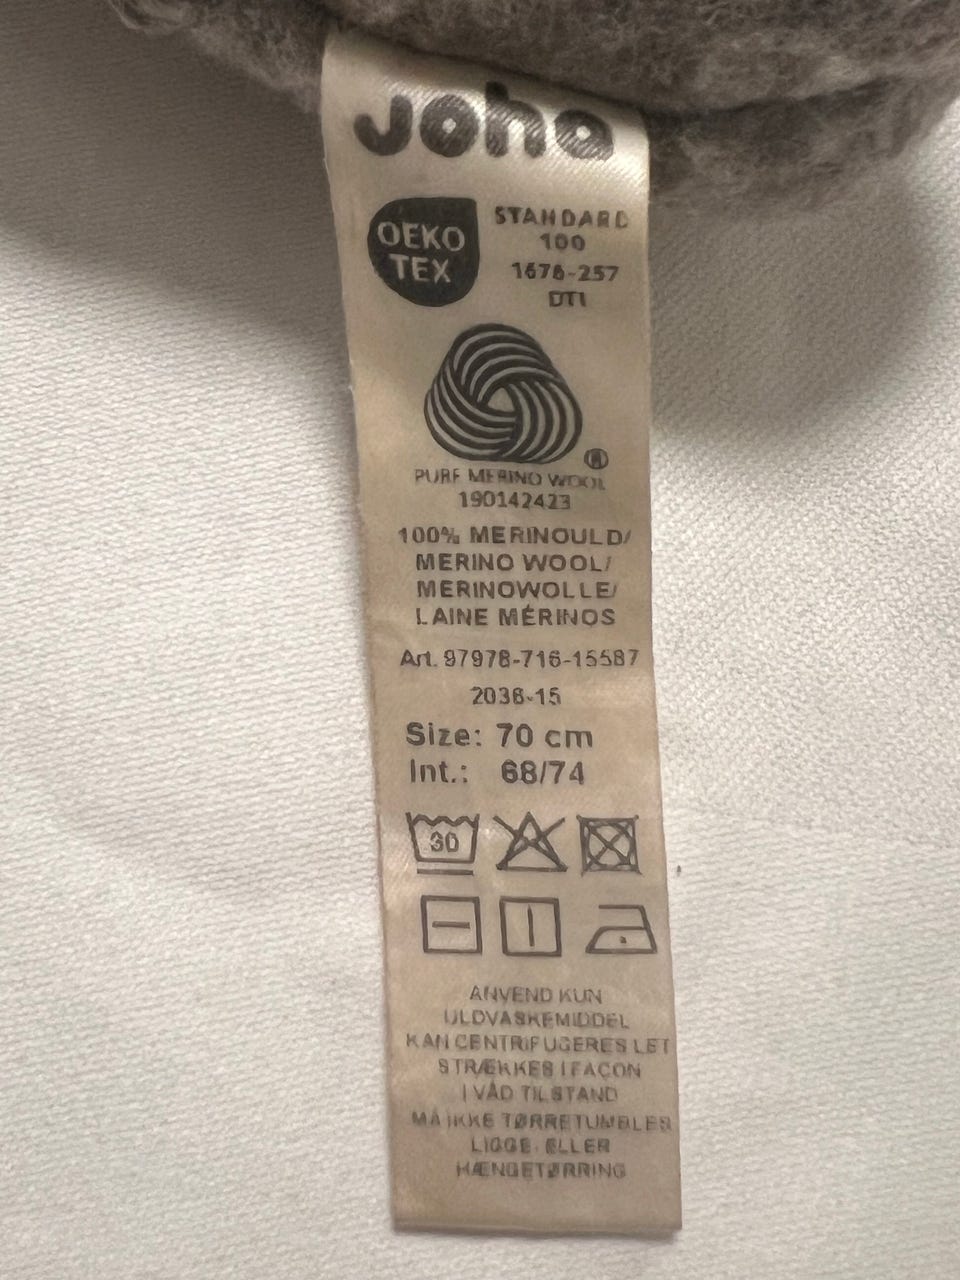 Joha
OEKO
TEX
STANDARD
100
1676-257
DTI
PURE MERINO WOOL
190142423
100% MERINOULD/
MERINO WOOL/
MERINOWOLLE/
LAINE MÉRINOS
Art. 97978-716-15587
2036-15
Size: 70 cm
Int.: 68/74
30
ANVEND KUN
ULDVASKEMIDDEL
KAN CENTRIFUGERES LET
STRÆKKES I FACON
I VÅD TILSTAND
MÅ IKKE TØRRETUMBLES
LIGGE- ELLER
HÆNGETØRRING